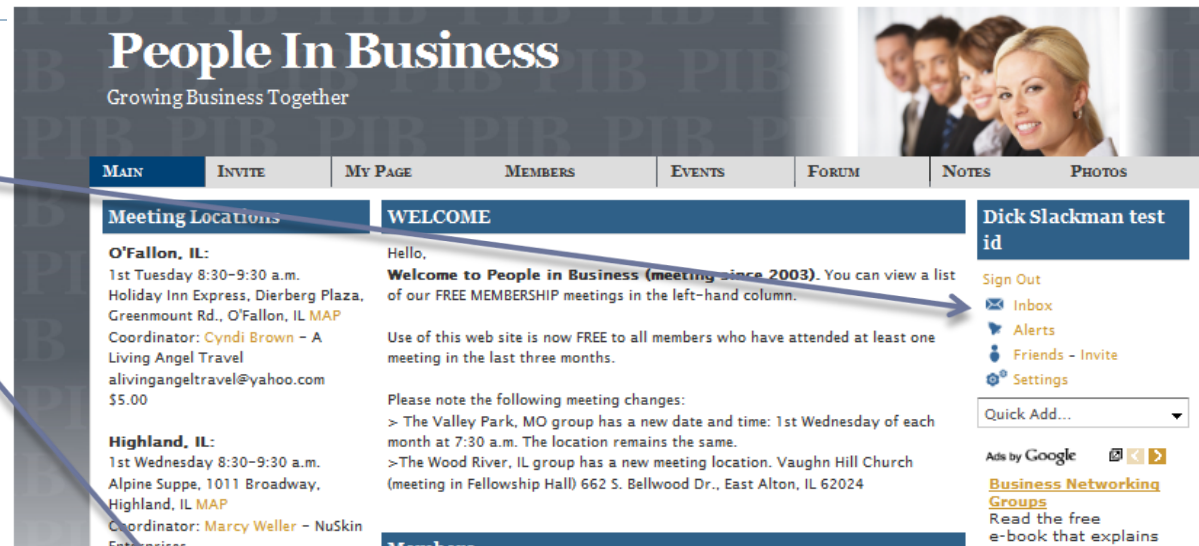 People In Business
Growing Business Together
MAIN INVITE MY PAGE MEMBERS EVENTS FORUM NOTES PHOTOS
Meeting Locations
O'Fallon, IL:
1st Tuesday 8:30-9:30 a.m.
Holiday Inn Express, Dierberg Plaza,
Greenmount Rd., O'Fallon, IL MAP
Coordinator: Cyndi Brown - A
Living Angel Travel
alivingangeltravel@yahoo.com
$5.00
Highland, IL:
1st Wednesday 8:30-9:30 a.m.
Alpine Suppe, 1011 Broadway,
Highland, IL MAP
Coordinator: Marcy Weller - NuSkin
Enterprises
WELCOME
Hello,
Welcome to People in Business (meeting since 2003). You can view a list
of our FREE MEMBERSHIP meetings in the left-hand column.
Use of this web site is now FREE to all members who have attended at least one
meeting in the last three months.
Please note the following meeting changes:
> The Valley Park, MO group has a new date and time: 1st Wednesday of each
month at 7:30 a.m. The location remains the same.
>The Wood River, IL group has a new meeting location. Vaughn Hill Church
(meeting in Fellowship Hall) 662 S. Bellwood Dr., East Alton, IL 62024
Members
Dick Slackman test
id
Sign Out
Inbox
Alerts
Friends - Invite
Settings
Quick Add...
Ads by Google
Business Networking
Groups
Read the free
e-book that explains